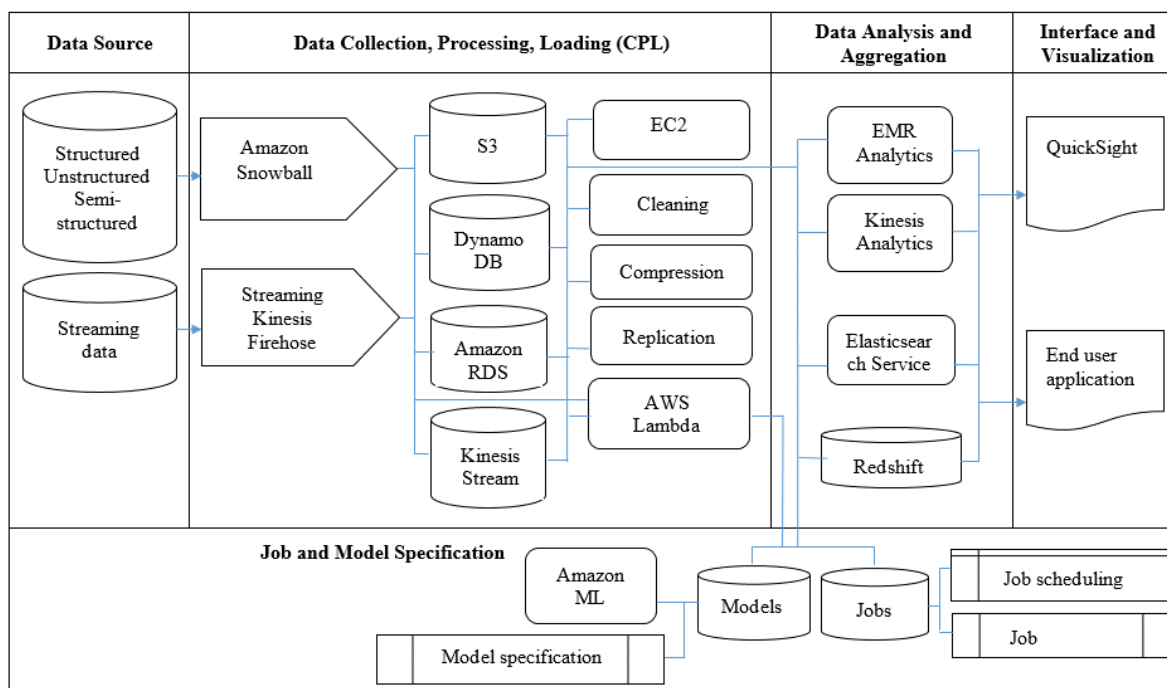 Data Source
Data Collection, Processing, Loading (CPL)
Data Analysis and
Aggregation
Interface and
Visualization
Structured
Unstructured
Semi-
structured
Streaming
data
Amazon
Snowball
Streaming
Kinesis
Firehose
S3
Dynamo
DB
Amazon
RDS
Kinesis
Stream
EC2
Cleaning
Compression
Replication
AWS
Lambda
EMR
Analytics
Kinesis
Analytics
Elasticsear
ch Service
Redshift
QuickSight
End user
application
Job and Model Specification
Amazon
ML
Model specification
Models
Jobs
Job scheduling
Job